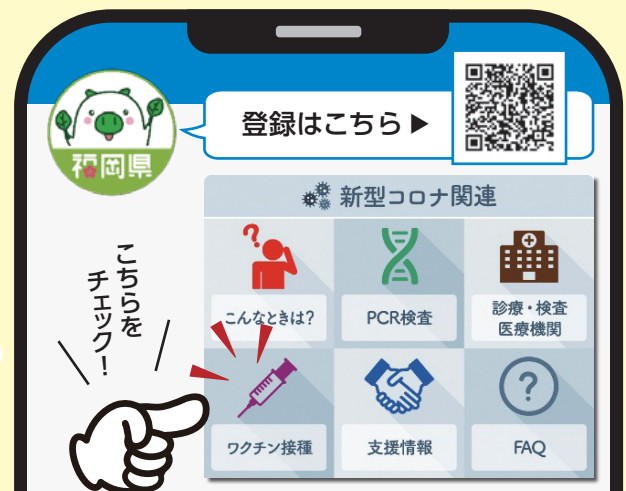 登録はこちら▶
福岡県
新型コロナ関連
こちらを
チェック！
?
こんなときは？
PCR検査
診療・検査
医療機関
ワクチン接種
支援情報
?
FAQ